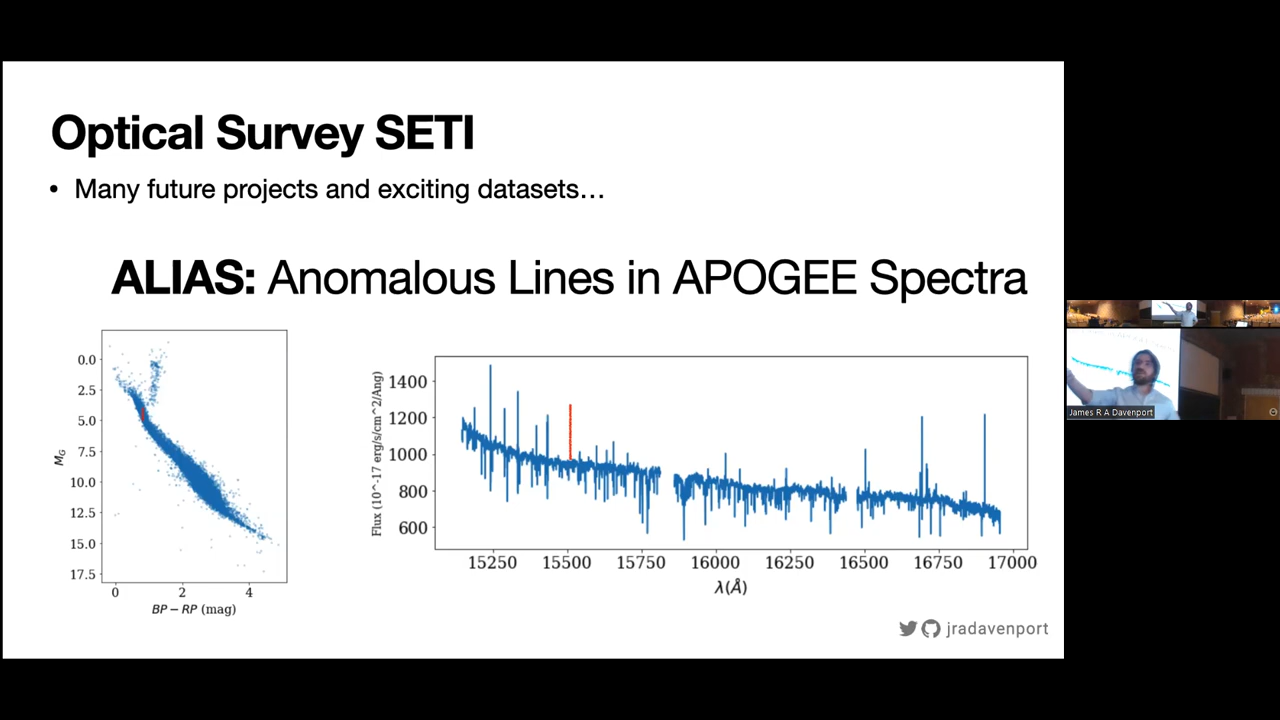 Optical Survey SETI
• Many future projects and exciting datasets…
ALIAS: Anomalous Lines in APOGEE Spectra
0.0
2.5
5.0
7.5
10.0
12.5
15.0
17.5
M_G
0 2 4
BP − RP (mag)
1400
1200
1000
800
600
Flux (10^-17 erg/s/cm^2/Ang)
15250 15500 15750 16000 16250 16500 16750 17000
λ(Å)
jradavenport
James R A Davenport